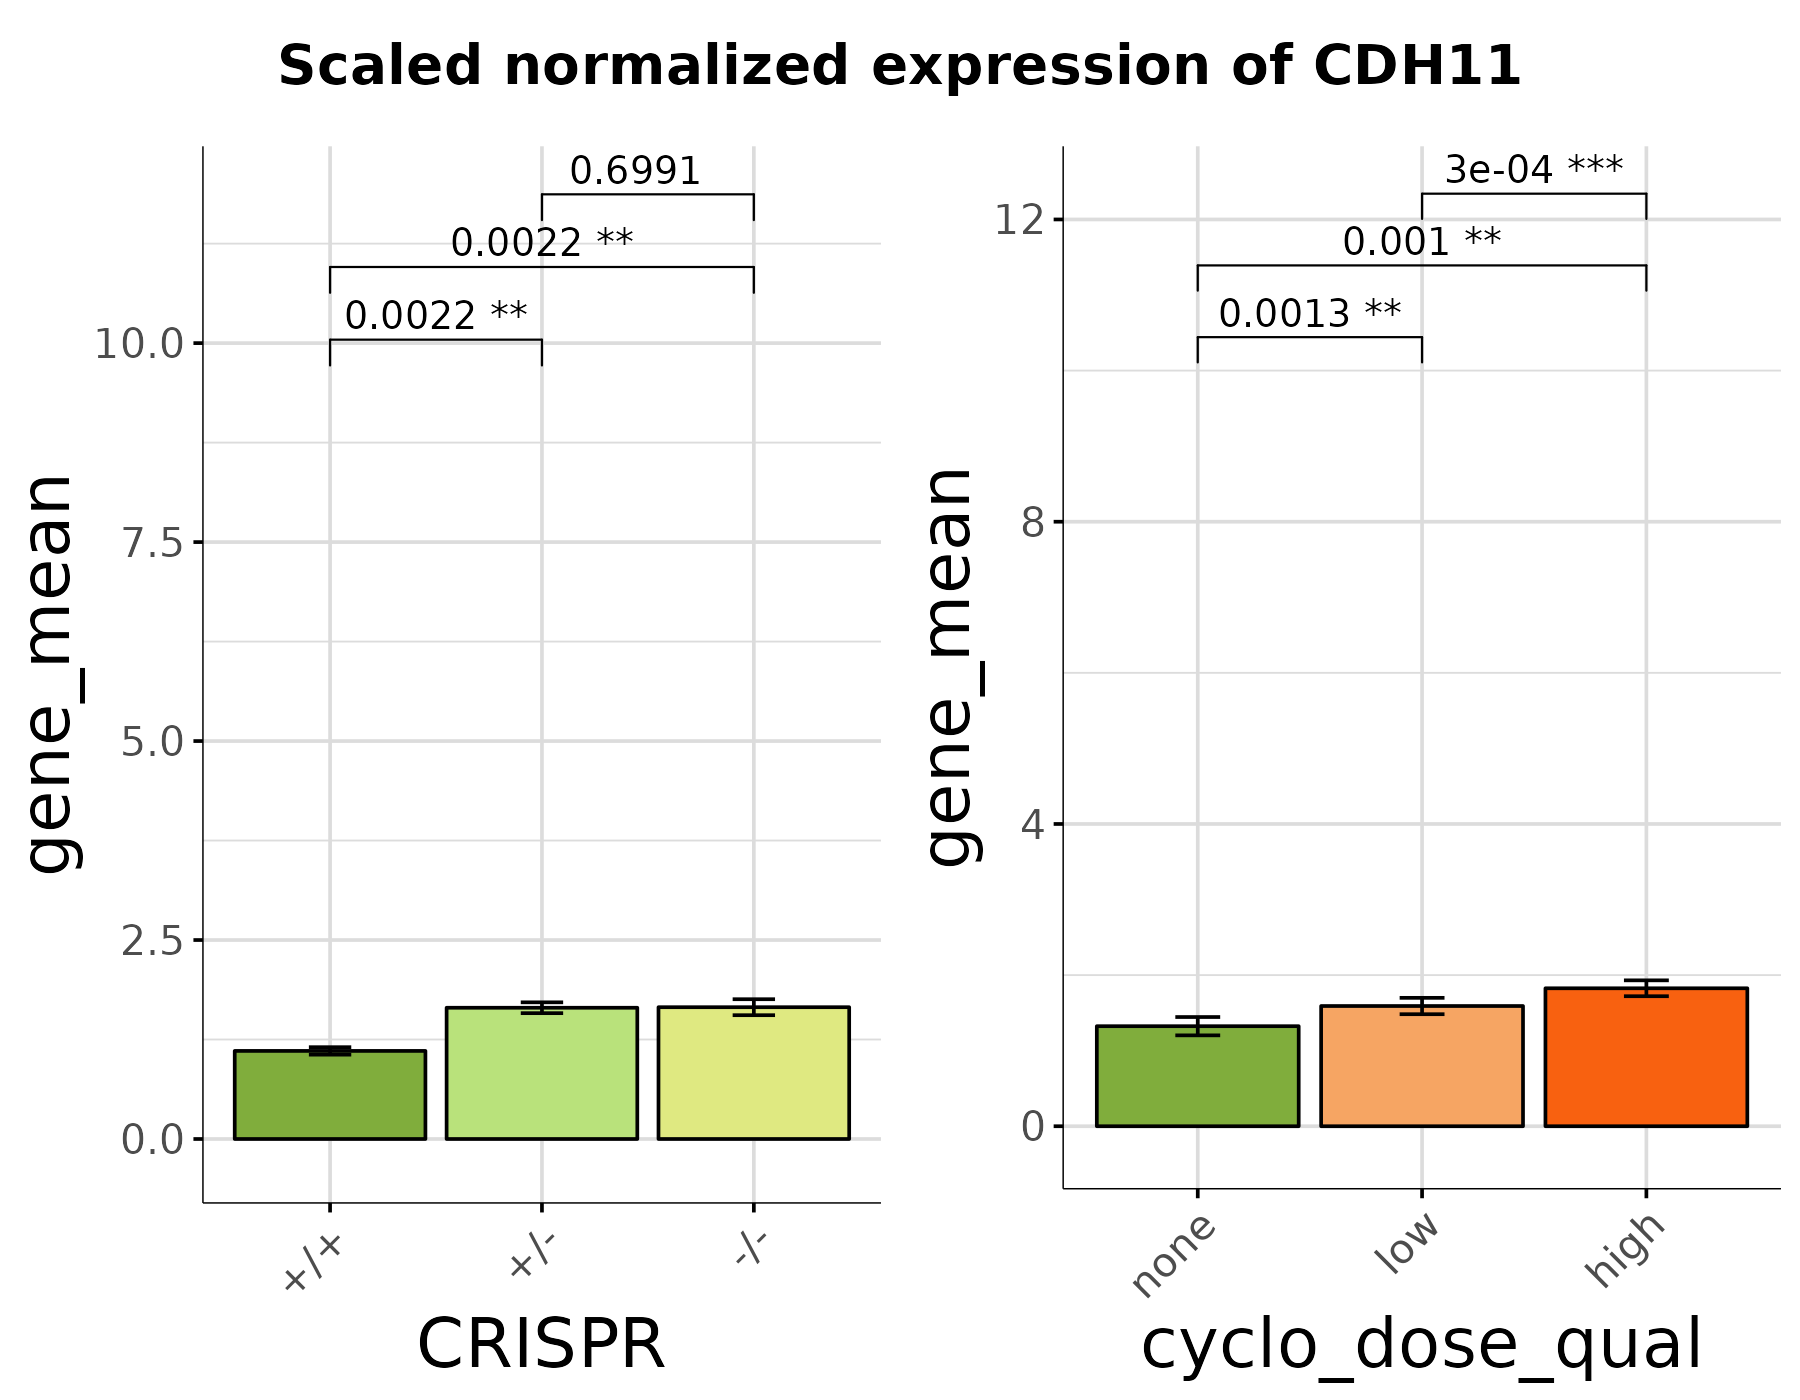 Scaled normalized expression of CDH11
gene_mean
0.6991
0.0022 **
0.0022 **
10.0
7.5
5.0
2.5
0.0
+/+
+/-
-/-
CRISPR
gene_mean
3e-04 ***
12
0.001 **
0.0013 **
8
4
0
none
low
high
cyclo_dose_qual